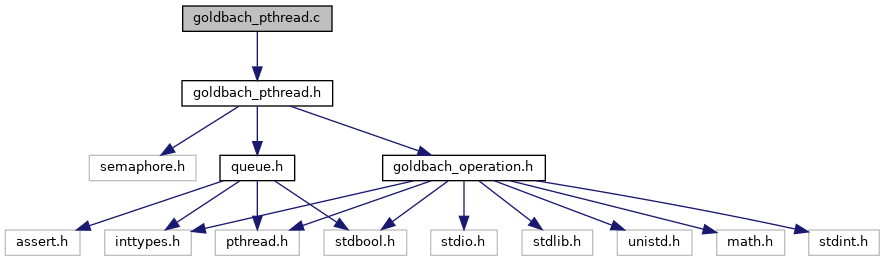 goldbach_pthread.c
goldbach_pthread.h
semaphore.h
queue.h
goldbach_operation.h
assert.h
inttypes.h
pthread.h
stdbool.h
stdio.h
stdlib.h
unistd.h
math.h
stdint.h